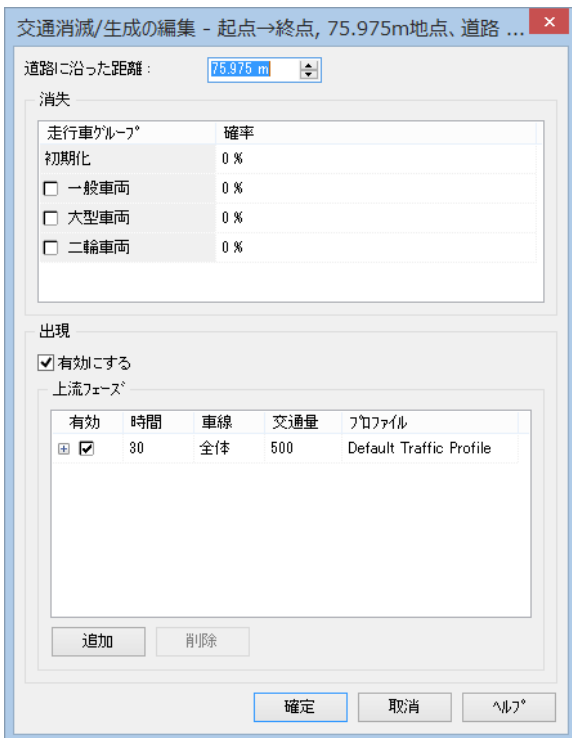 交通消滅/生成の編集 - 起点→終点, 75.975m地点、道路 ...
道路に沿った距離： 75.975 m
消失
走行車ｸﾞﾙｰﾌﾟ 確率
初期化 0 %
一般車両 0 %
大型車両 0 %
二輪車両 0 %
出現
有効にする
上流ﾌｪｰｽﾞ
有効 時間 車線 交通量 ﾌﾟﾛﾌｧｲﾙ
30 全体 500 Default Traffic Profile
追加 削除
確定 取消 ﾍﾙﾌﾟ